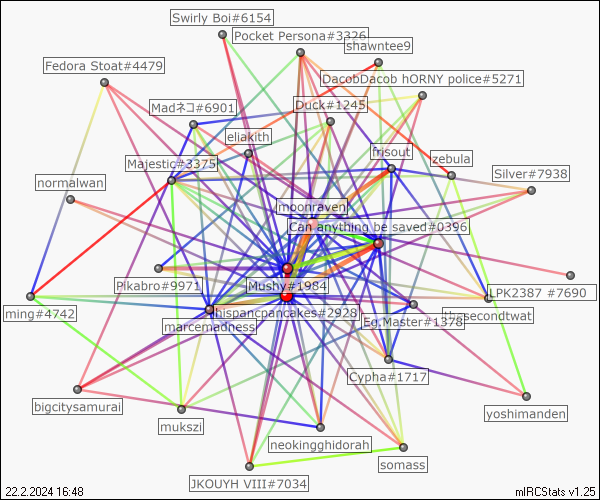 Swirly Boi#6154
Pocket Persona#3326
shawntee9
Fedora Stoat#4479
DacobDacob hORNY police#5271
Madネコ#6901
Duck#1245
eliakith
frisout
zebula
Majestic#3375
Silver#7938
normalwan
moonraven
Can anything be saved#0396
Pikabro#9971
Mushy#1984
LPK2387 #7690
ming#4742
hispancpancakes#2928
thesecondtwat
marcemadness
Eg.Master#1378
Cypha#1717
bigcitysamurai
yoshimanden
mukszi
neokingghidorah
somass
JKOUYH VIII#7034
22.2.2024 16:48
mIRCStats v1.25